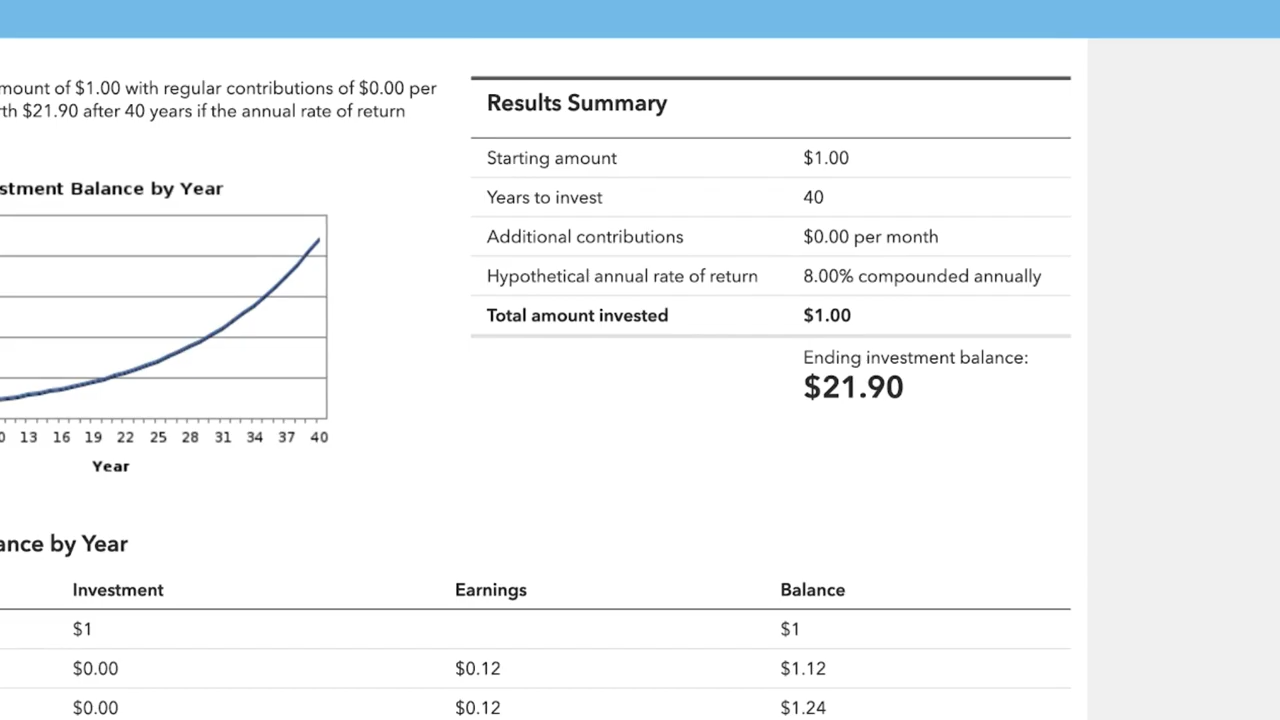 mount of $1.00 with regular contributions of $0.00 per
rth $21.90 after 40 years if the annual rate of return
stment Balance by Year
0 13 16 19 22 25 28 31 34 37 40
Year
Results Summary
Starting amount $1.00
Years to invest 40
Additional contributions $0.00 per month
Hypothetical annual rate of return 8.00% compounded annually
Total amount invested $1.00
Ending investment balance:
$21.90
ance by Year
Investment Earnings Balance
$1 $1
$0.00 $0.12 $1.12
$0.00 $0.12 $1.24